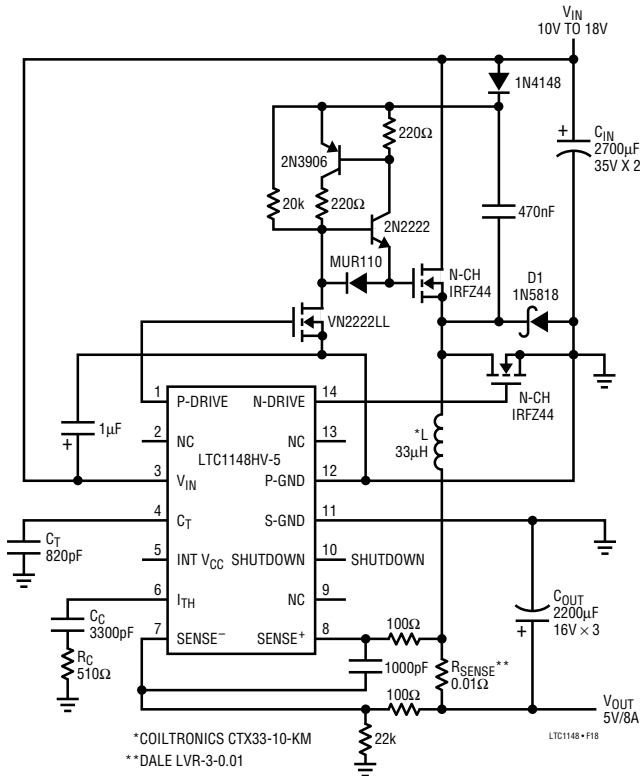 V_IN
10V TO 18V
1N4148
+
C_IN
2700µF
35V X 2
220Ω
2N3906
20k
220Ω
2N2222
470nF
MUR110
N-CH
IRFZ44
D1
1N5818
VN2222LL
N-CH
IRFZ44
1µF
+
1
P-DRIVE
N-DRIVE
14
2
NC
NC
13
LTC1148HV-5
3
V_IN
P-GND
12
4
C_T
S-GND
11
5
INT V_CC
SHUTDOWN
10
SHUTDOWN
6
I_TH
NC
9
7
SENSE⁻
SENSE⁺
8
*L
33µH
C_T
820pF
C_C
3300pF
R_C
510Ω
100Ω
1000pF
R_SENSE**
0.01Ω
100Ω
22k
C_OUT
2200µF
16V × 3
+
V_OUT
5V/8A
*COILTRONICS CTX33-10-KM
**DALE LVR-3-0.01
LTC1148 • F18